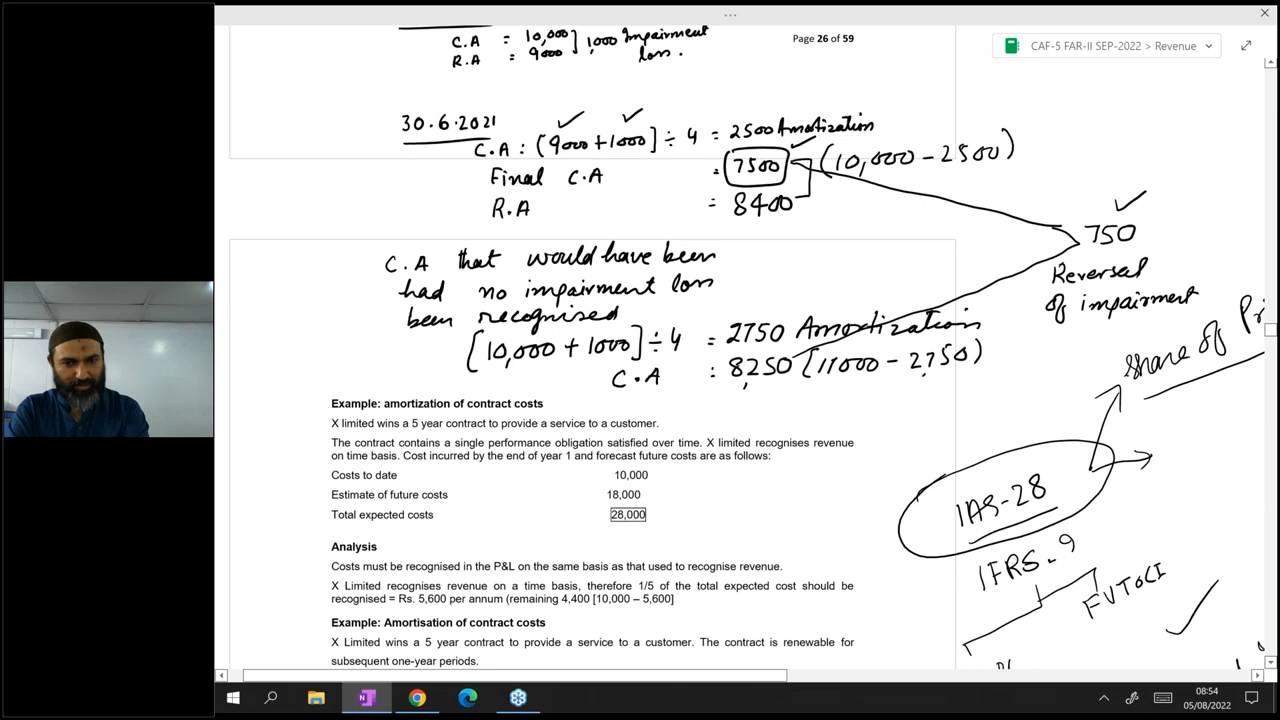 CAF-5 FAR-II SEP-2022 > Revenue
Page 26 of 59
C.A = 10,000 ] 1,000 Impairment
R.A = 9000 loss.
30.6.2021
C.A : (9000+1000] ÷ 4 = 2500 Amotization
Final C.A = 7500 (10,000 - 2500)
R.A : 8400
750
Reversal
of impairment
C.A that would have been
had no impairment loss
been recognised
[10,000 + 1000] ÷ 4 = 2750 Amortization
C.A : 8,250 (11000 - 2,750)
share of Pr
IAS-28
IFRS-9
FVTOCI
Example: amortization of contract costs
X limited wins a 5 year contract to provide a service to a customer.
The contract contains a single performance obligation satisfied over time. X limited recognises revenue
on time basis. Cost incurred by the end of year 1 and forecast future costs are as follows:
Costs to date 10,000
Estimate of future costs 18,000
Total expected costs 28,000
Analysis
Costs must be recognised in the P&L on the same basis as that used to recognise revenue.
X Limited recognises revenue on a time basis, therefore 1/5 of the total expected cost should be
recognised = Rs. 5,600 per annum (remaining 4,400 [10,000 – 5,600]
Example: Amortisation of contract costs
X Limited wins a 5 year contract to provide a service to a customer. The contract is renewable for
subsequent one-year periods.
08:54
05/08/2022